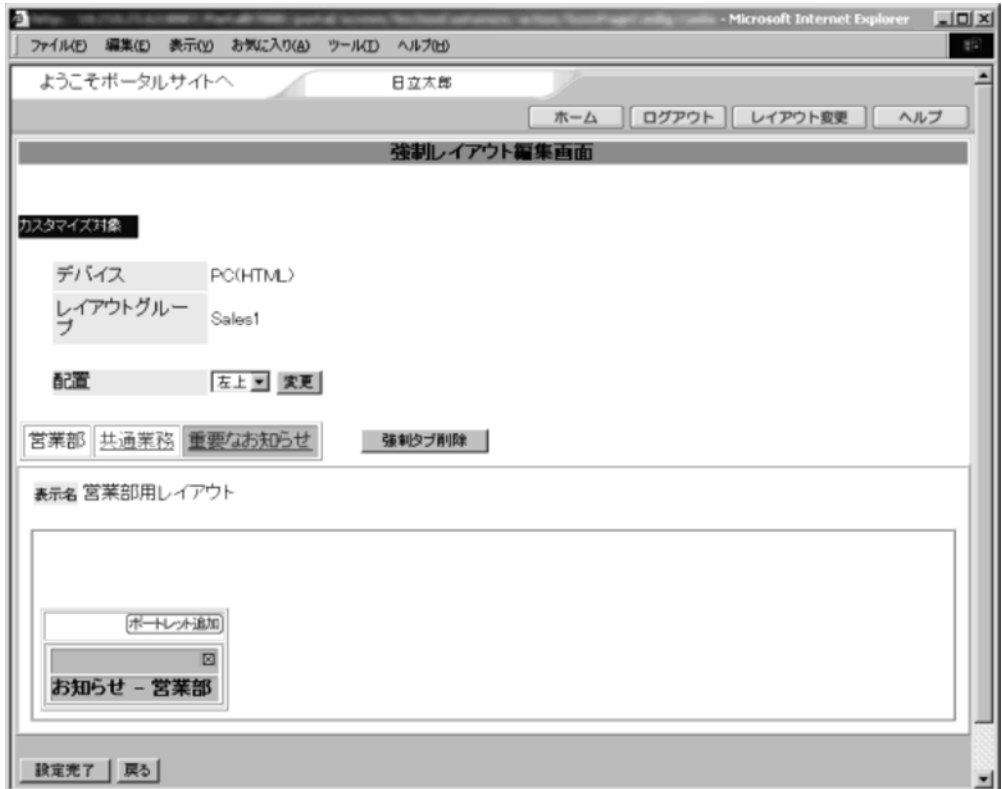 - Microsoft Internet Explorer
ファイル(F) 編集(E) 表示(V) お気に入り(A) ツール(T) ヘルプ(H)
ようこそポータルサイトへ 日立太郎
ホーム ログアウト レイアウト変更 ヘルプ
強制レイアウト編集画面
カスタマイズ対象
デバイス PC(HTML)
レイアウトグルー
プ Sales1
配置 左上 変更
営業部 共通業務 重要なお知らせ 強制タブ削除
表示名 営業部用レイアウト
ポートレット追加
お知らせ - 営業部
設定完了 戻る